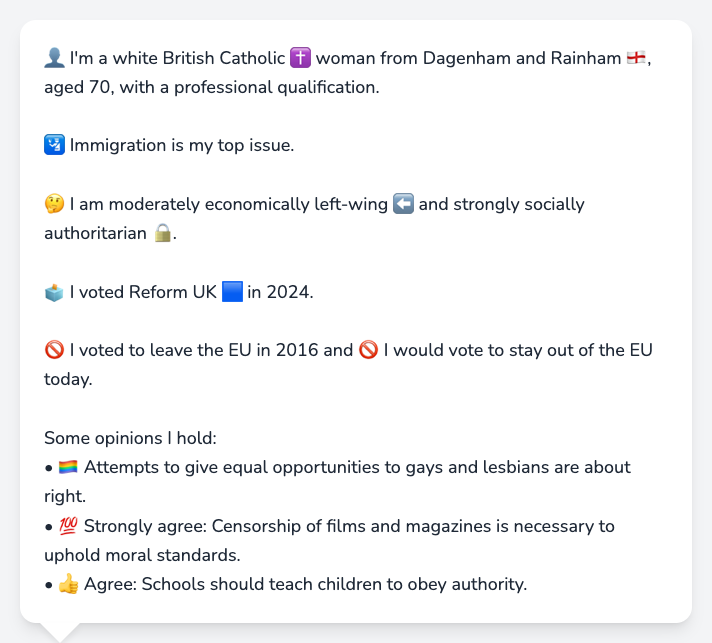 👤 I'm a white British Catholic ✝️ woman from Dagenham and Rainham 🏴󠁧󠁢󠁥󠁮󠁧󠁿,
aged 70, with a professional qualification.
🛂 Immigration is my top issue.
🤔 I am moderately economically left-wing ⬅️ and strongly socially
authoritarian 🔒.
🗳️ I voted Reform UK 🟦 in 2024.
🚫 I voted to leave the EU in 2016 and 🚫 I would vote to stay out of the EU
today.
Some opinions I hold:
• 🏳️‍🌈 Attempts to give equal opportunities to gays and lesbians are about
right.
• 💯 Strongly agree: Censorship of films and magazines is necessary to
uphold moral standards.
• 👍 Agree: Schools should teach children to obey authority.